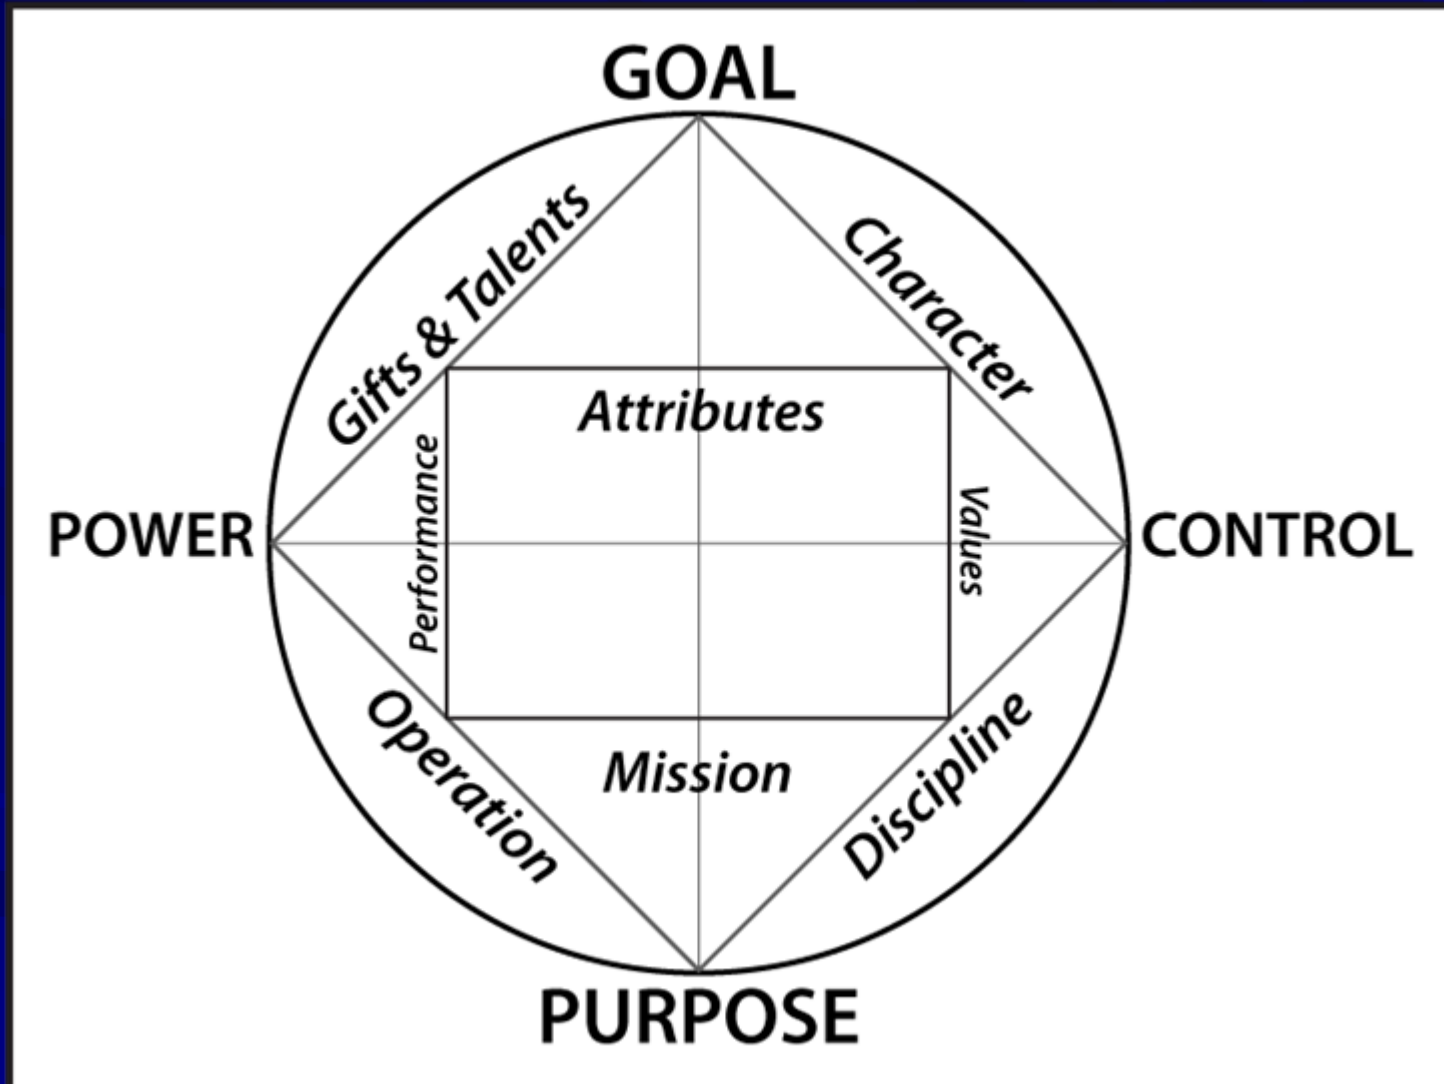 GOAL
Gifts & Talents
Character
Attributes
Performance
Values
POWER
CONTROL
Operation
Mission
Discipline
PURPOSE